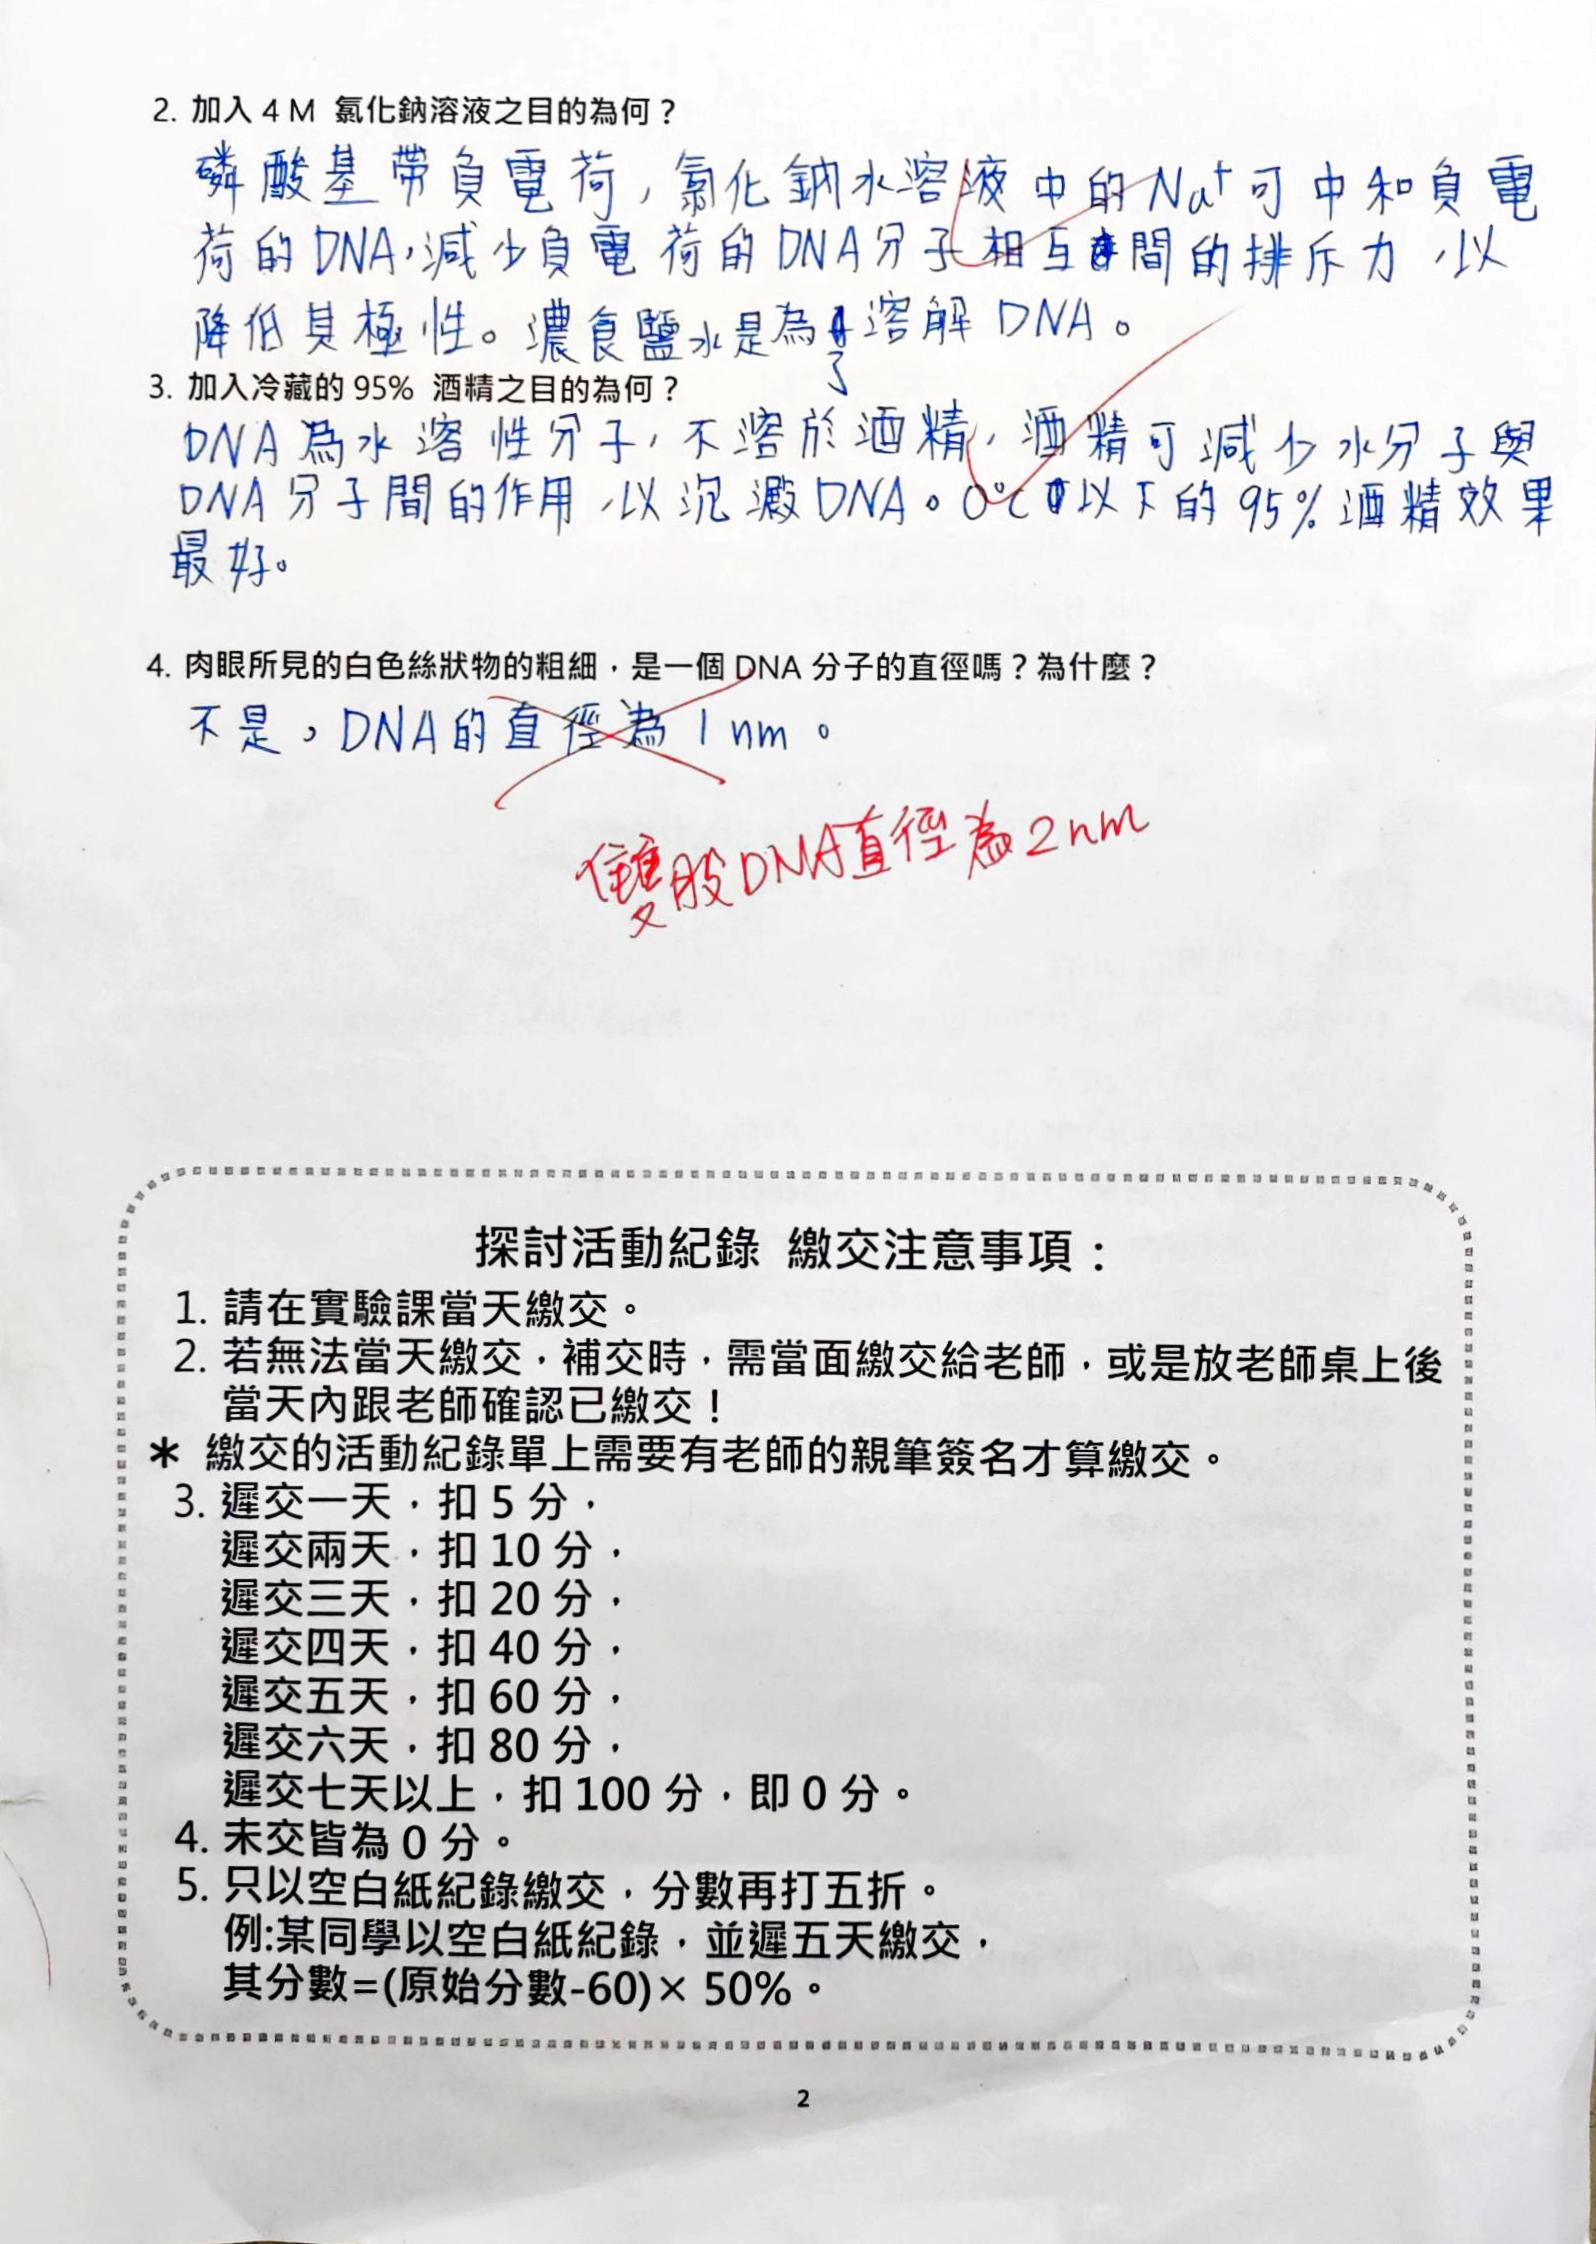 2. 加入 4 M 氯化鈉溶液之目的為何？
磷酸基帶負電荷，氯化鈉水溶液中的Na⁺可中和負電
荷的DNA，減少負電荷的DNA分子相互間的排斥力，以
降低其極性。濃食鹽水是為了溶解DNA。
3. 加入冷藏的 95% 酒精之目的為何？
DNA為水溶性分子，不溶於酒精，酒精可減少水分子與
DNA分子間的作用，以沉澱DNA。0℃以下的95%酒精效果
最好。
4. 肉眼所見的白色絲狀物的粗細，是一個 DNA 分子的直徑嗎？為什麼？
不是，DNA的直徑為1nm。
雙股DNA直徑為2nm
探討活動紀錄 繳交注意事項：
1. 請在實驗課當天繳交。
2. 若無法當天繳交，補交時，需當面繳交給老師，或是放老師桌上後
當天內跟老師確認已繳交！
＊ 繳交的活動紀錄單上需要有老師的親筆簽名才算繳交。
3. 遲交一天，扣 5 分，
遲交兩天，扣 10 分，
遲交三天，扣 20 分，
遲交四天，扣 40 分，
遲交五天，扣 60 分，
遲交六天，扣 80 分，
遲交七天以上，扣 100 分，即 0 分。
4. 未交皆為 0 分。
5. 只以空白紙紀錄繳交，分數再打五折。
例:某同學以空白紙紀錄，並遲五天繳交，
其分數=(原始分數-60)× 50%。
2